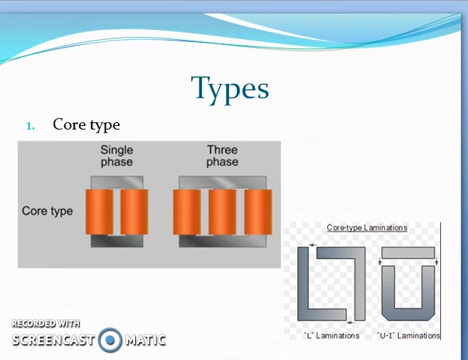 Types
1. Core type
Single phase
Three phase
Core type
Core-type Laminations
"L" Laminations
"U-I" Laminations
RECORDED WITH
SCREENCAST MATIC